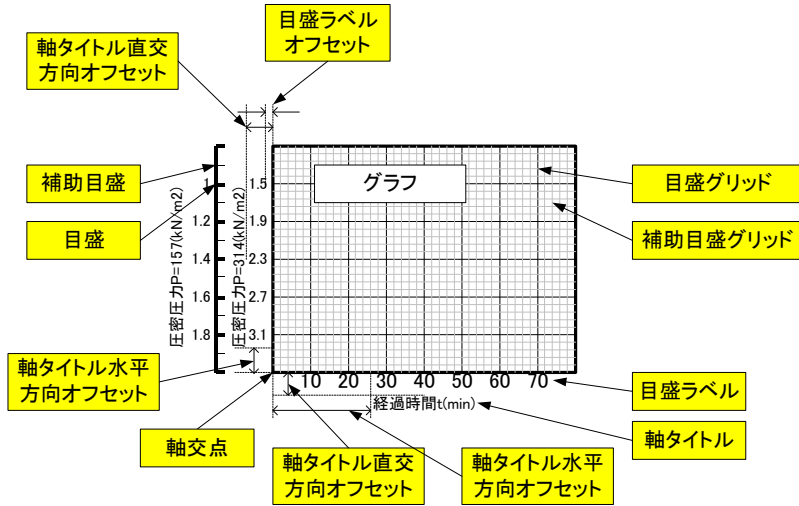 目盛ラベル
オフセット
軸タイトル直交
方向オフセット
補助目盛
目盛
圧密圧力P=157(kN/m2)
1
1.2
1.4
1.6
1.8
圧密圧力P=314(kN/m2)
1.5
1.9
2.3
2.7
3.1
グラフ
目盛グリッド
補助目盛グリッド
軸タイトル水平
方向オフセット
10 20 30 40 50 60 70
経過時間t(min)
目盛ラベル
軸タイトル
軸交点
軸タイトル直交
方向オフセット
軸タイトル水平
方向オフセット